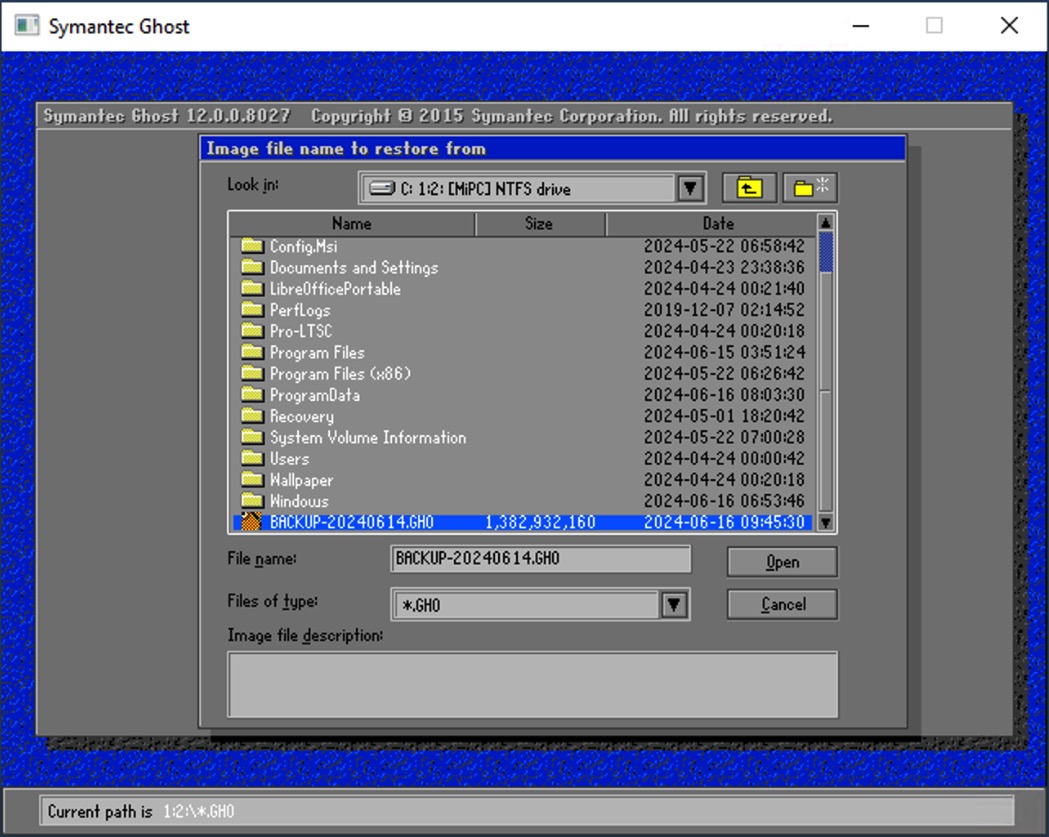 Symantec Ghost
Symantec Ghost 12.0.0.8027 Copyright © 2015 Symantec Corporation. All rights reserved.
Image file name to restore from
Look in: C: 1:2: [MiPC] NTFS drive
Name Size Date
Config.Msi 2024-05-22 06:58:42
Documents and Settings 2024-04-23 23:38:36
LibreOfficePortable 2024-04-24 00:21:40
PerfLogs 2019-12-07 02:14:52
Pro-LTSC 2024-04-24 00:20:18
Program Files 2024-06-15 03:51:24
Program Files (x86) 2024-05-22 06:26:42
ProgramData 2024-06-16 08:03:30
Recovery 2024-05-01 18:20:42
System Volume Information 2024-05-22 07:00:28
Users 2024-04-24 00:00:42
Wallpaper 2024-04-24 00:20:18
Windows 2024-06-16 06:53:46
BACKUP-20240614.GHO 1,382,932,160 2024-06-16 09:45:30
File name: BACKUP-20240614.GHO Open
Files of type: *.GHO Cancel
Image file description:
Current path is 1:2:\*.GHO